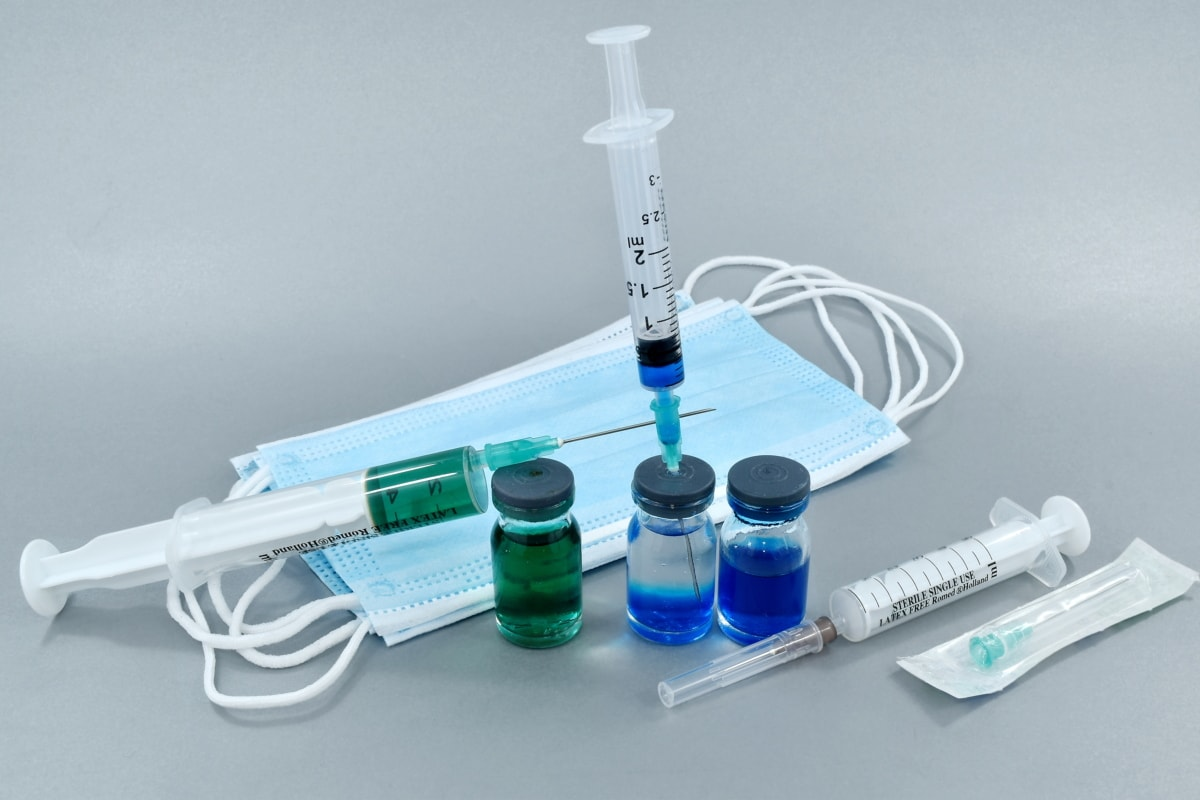 3
2.5
ml
2
1.5
1
LATEX FREE Romed®Holland
ml
STERILE SINGLE USE
LATEX FREE Romed®Holland